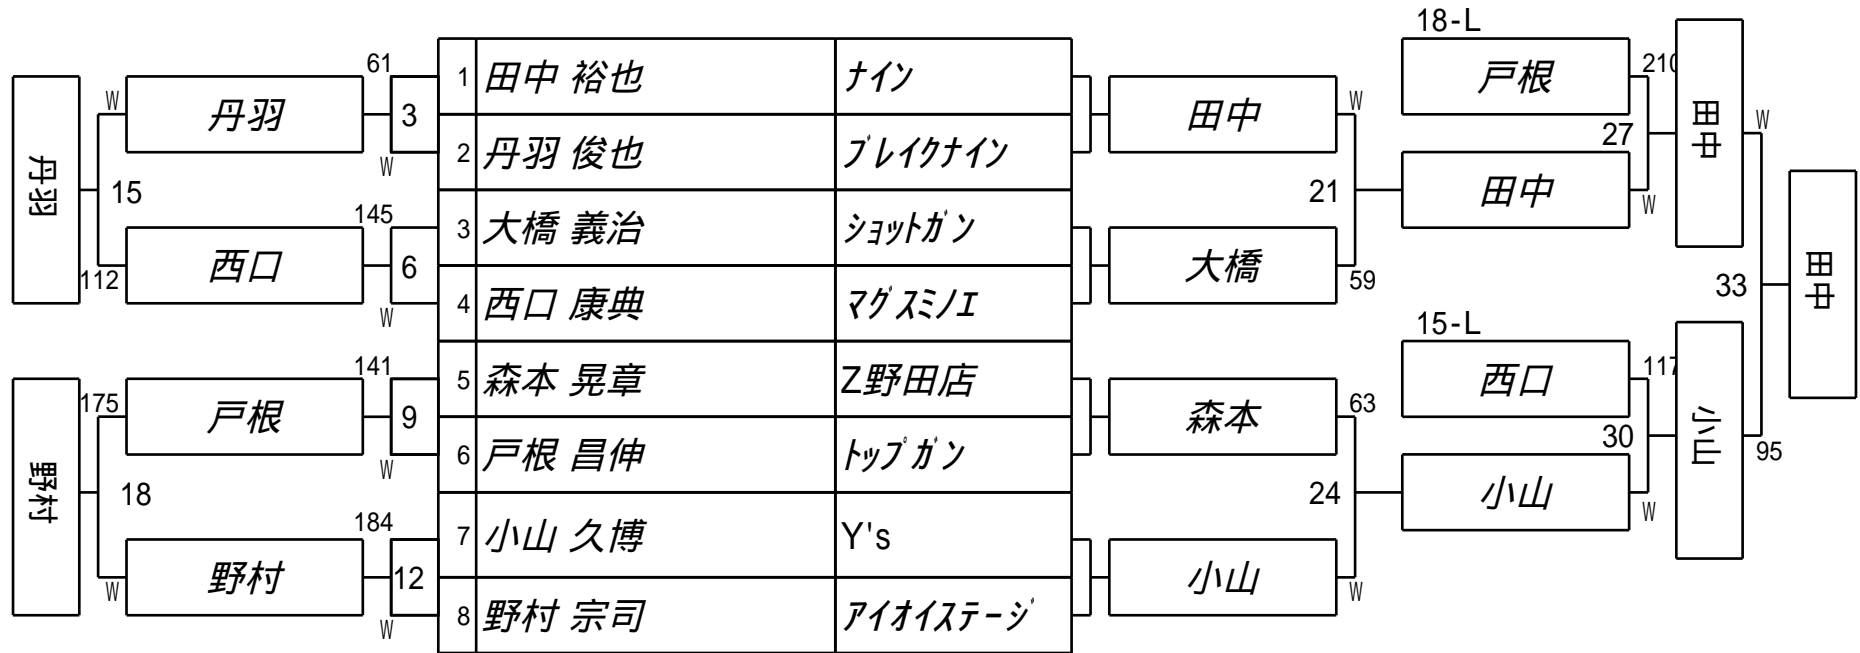 18-L
61
1 田中 裕也 ナイン
戸根
210
W
丹羽
3
田中
W
田中
W
2 丹羽 俊也 ブレイクナイン
W
27
丹羽
15
田中
W
21
145
3 大橋 義治 ショットガン
112
西口
6
大橋
59
33
田中
4 西口 康典 マグスミノエ
W
15-L
141
5 森本 晃章 Z野田店
西口
117
175
戸根
9
森本
63
小山
95
6 戸根 昌伸 トップガン
W
30
野村
18
24
小山
W
184
7 小山 久博 Y's
W
野村
12
小山
W
8 野村 宗司 アイオイステージ
W